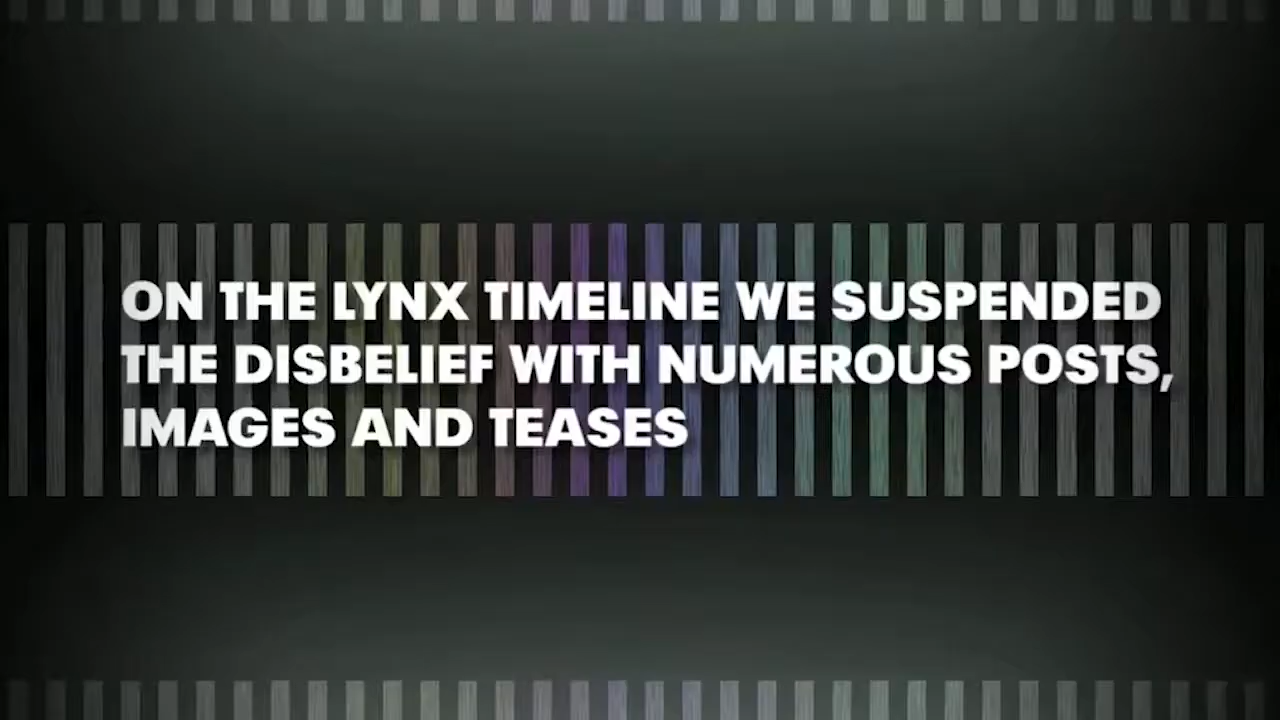 ON THE LYNX TIMELINE WE SUSPENDED
THE DISBELIEF WITH NUMEROUS POSTS,
IMAGES AND TEASES